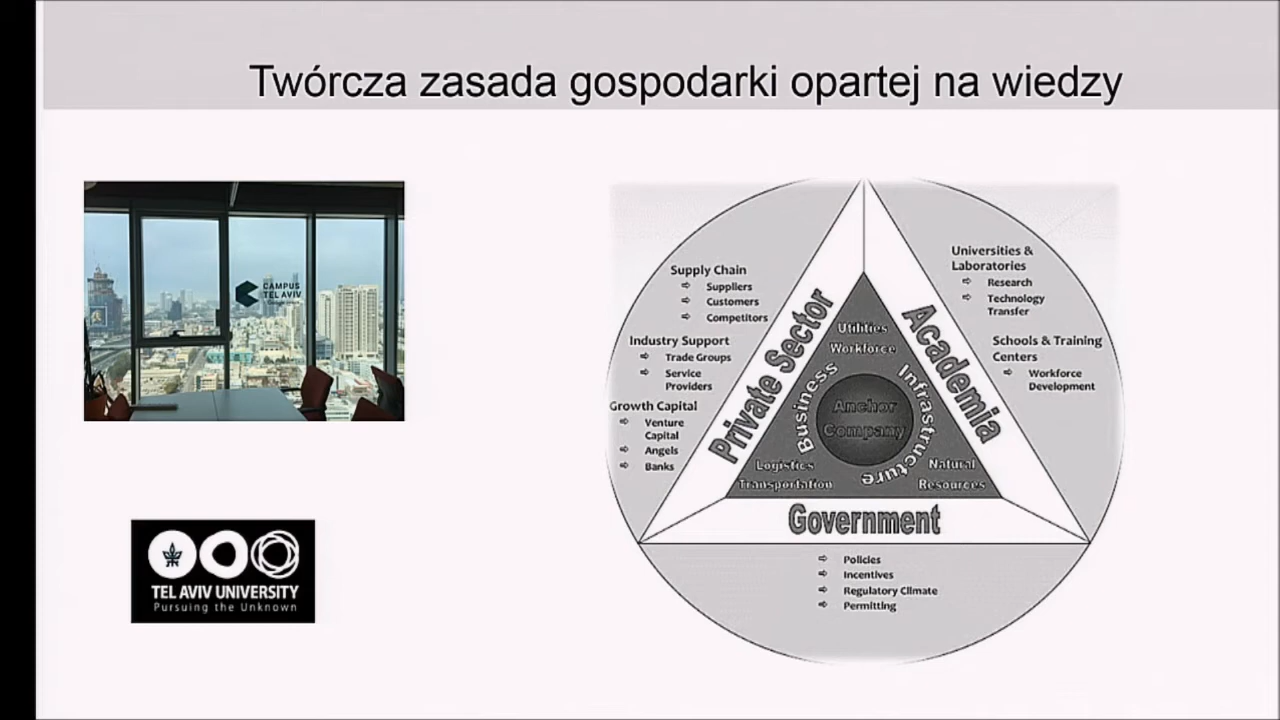 Twórcza zasada gospodarki opartej na wiedzy
CAMPUS
TEL AVIV
TEL AVIV UNIVERSITY
Pursuing the Unknown
Supply Chain
⇨ Suppliers
⇨ Customers
⇨ Competitors
Industry Support
⇨ Trade Groups
⇨ Service
Providers
Growth Capital
⇨ Venture
Capital
⇨ Angels
⇨ Banks
Private Sector
Utilities
Workforce
Business
Infrastructure
Anchor
Company
Logistics
Transportation
Natural
Resources
Academia
Universities &
Laboratories
⇨ Research
⇨ Technology
Transfer
Schools & Training
Centers
⇨ Workforce
Development
Government
⇨ Policies
⇨ Incentives
⇨ Regulatory Climate
⇨ Permitting